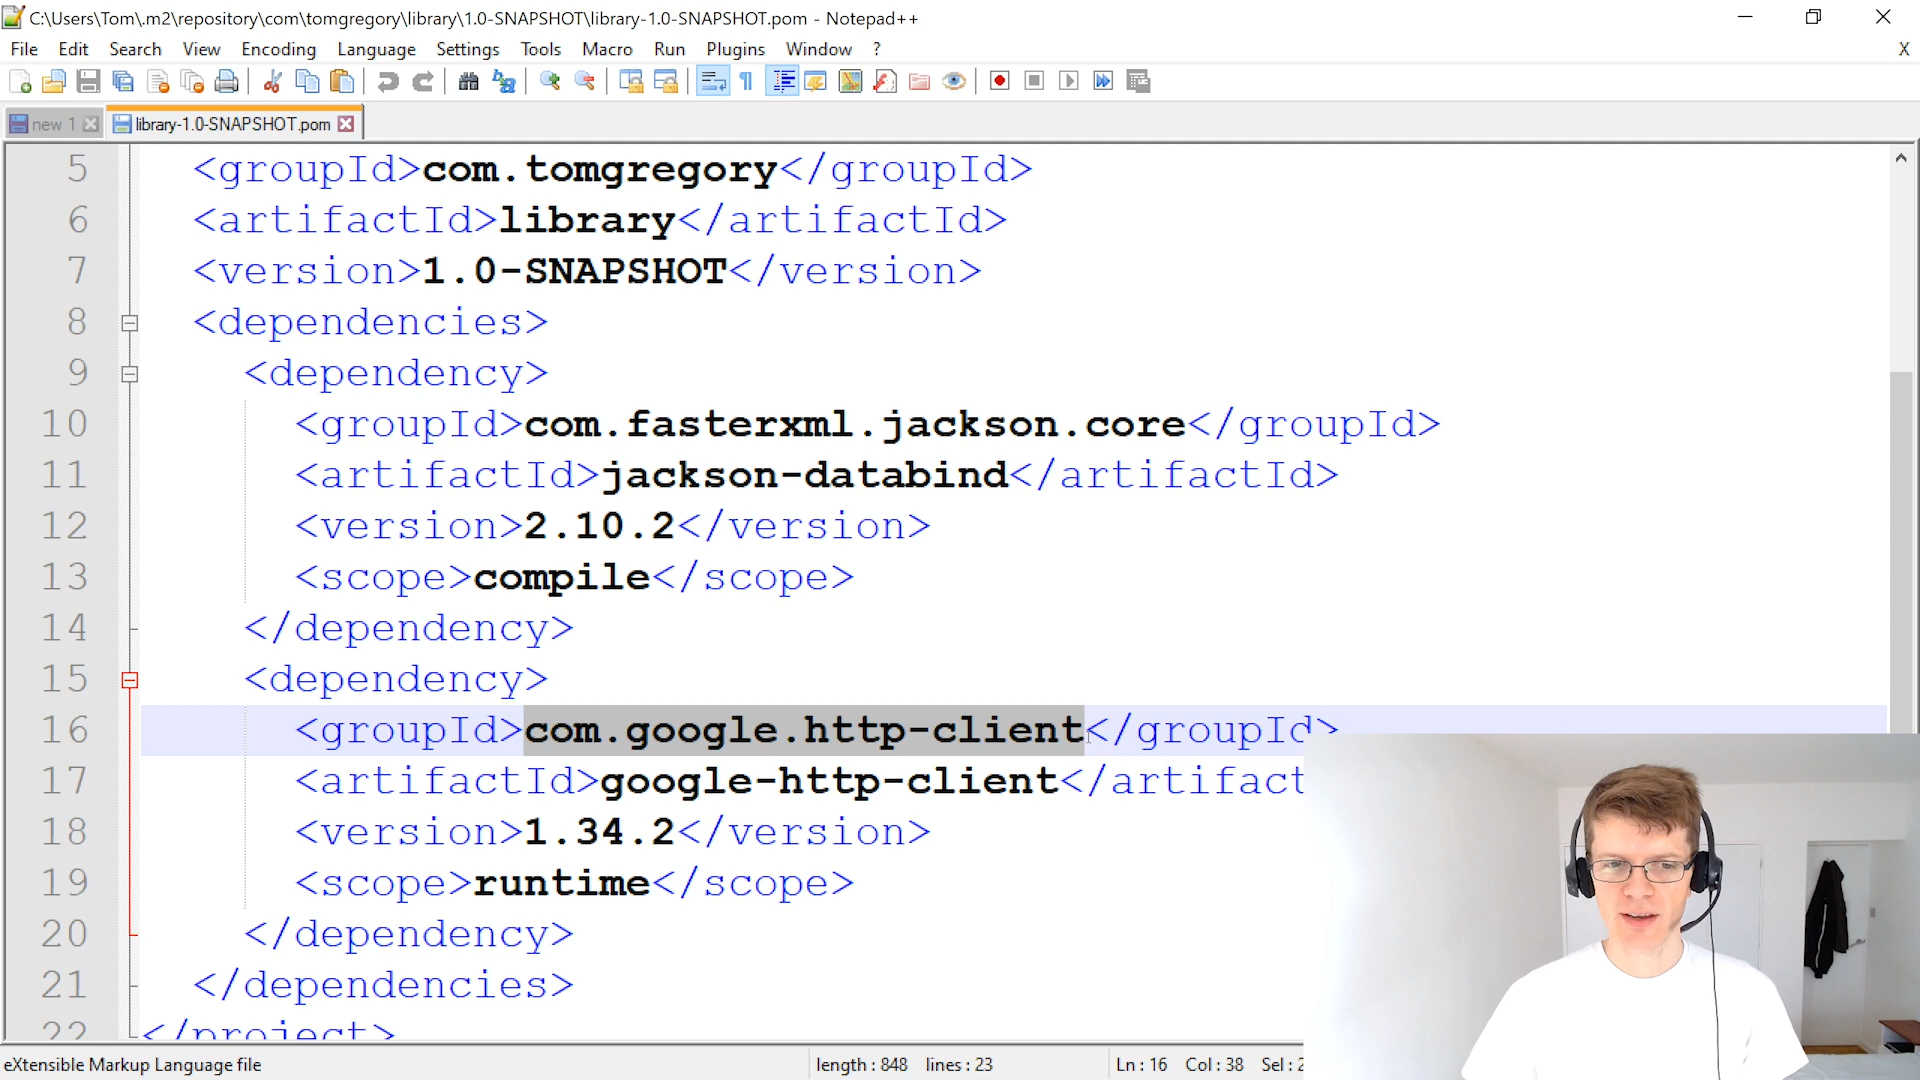 C:\Users\Tom\.m2\repository\com\tomgregory\library\1.0-SNAPSHOT\library-1.0-SNAPSHOT.pom - Notepad++
File Edit Search View Encoding Language Settings Tools Macro Run Plugins Window ? X
new 1 library-1.0-SNAPSHOT.pom
5 <groupId>com.tomgregory</groupId>
6 <artifactId>library</artifactId>
7 <version>1.0-SNAPSHOT</version>
8 <dependencies>
9 <dependency>
10 <groupId>com.fasterxml.jackson.core</groupId>
11 <artifactId>jackson-databind</artifactId>
12 <version>2.10.2</version>
13 <scope>compile</scope>
14 </dependency>
15 <dependency>
16 <groupId>com.google.http-client</groupId>
17 <artifactId>google-http-client</artifact
18 <version>1.34.2</version>
19 <scope>runtime</scope>
20 </dependency>
21 </dependencies>
22 </project>
eXtensible Markup Language file length : 848 lines : 23 Ln : 16 Col : 38 Sel : 2